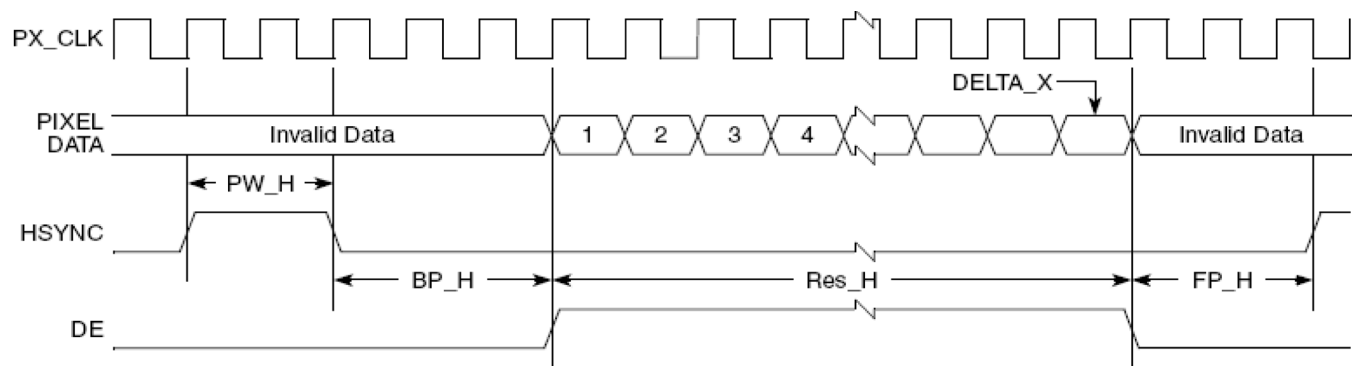 PX_CLK
DELTA_X
PIXEL
DATA
Invalid Data
1
2
3
4
Invalid Data
PW_H
HSYNC
BP_H
Res_H
FP_H
DE